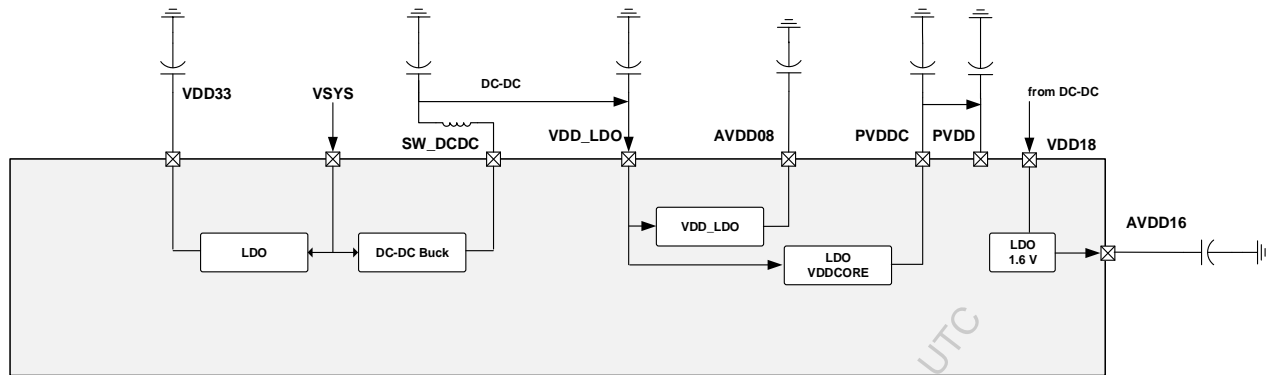 DC-DC
from DC-DC
VDD33
VSYS
SW_DCDC
VDD_LDO
AVDD08
PVDDC
PVDD
VDD18
AVDD16
VDD_LDO
LDO
DC-DC Buck
LDO
VDDCORE
LDO
1.6 V
UTC